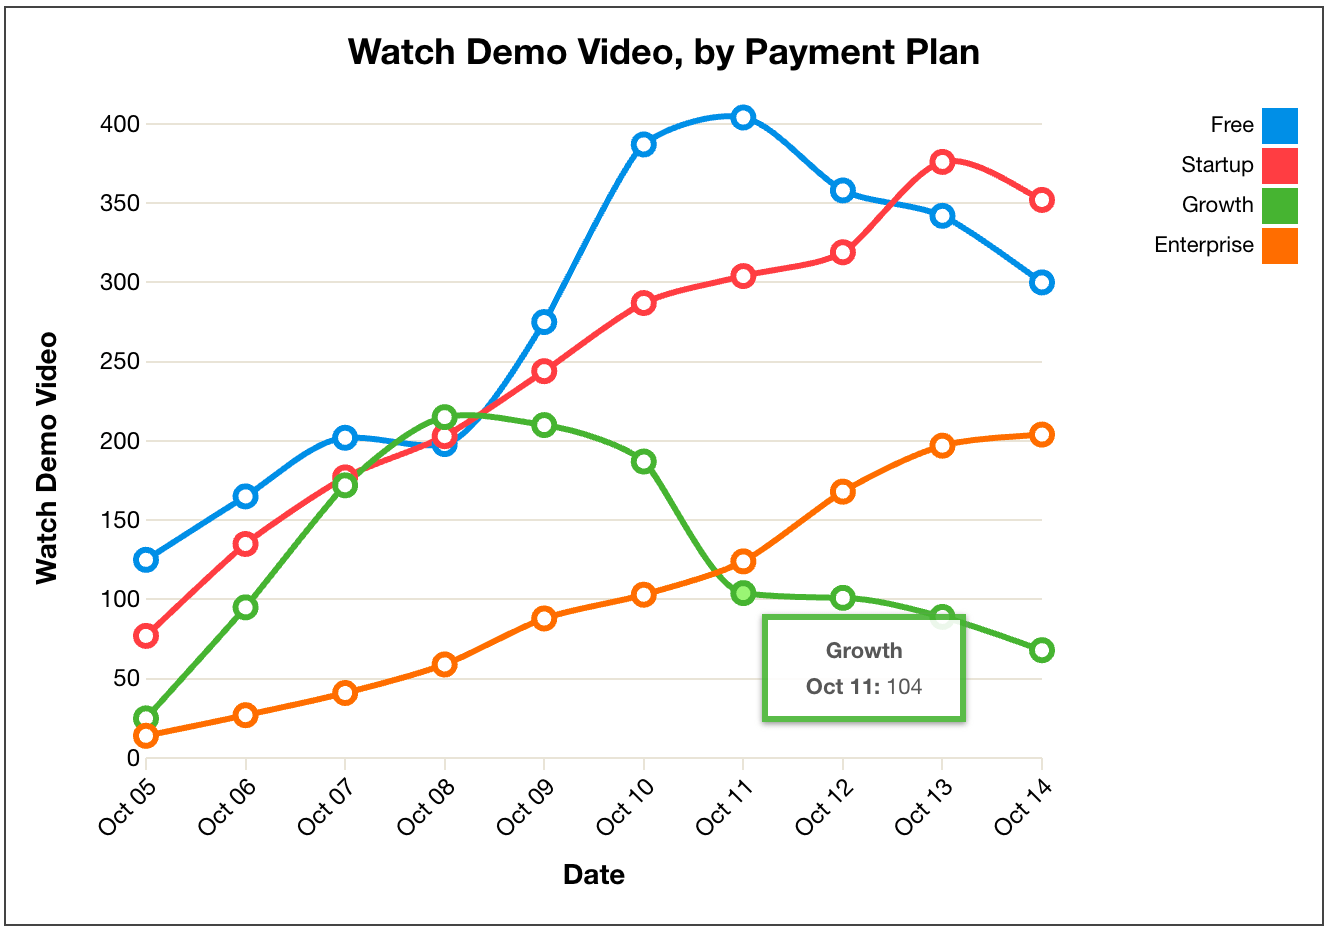 Watch Demo Video, by Payment Plan
Free
Startup
Growth
Enterprise
Watch Demo Video
400
350
300
250
200
150
100
50
0
Growth
Oct 11: 104
Oct 05
Oct 06
Oct 07
Oct 08
Oct 09
Oct 10
Oct 11
Oct 12
Oct 13
Oct 14
Date